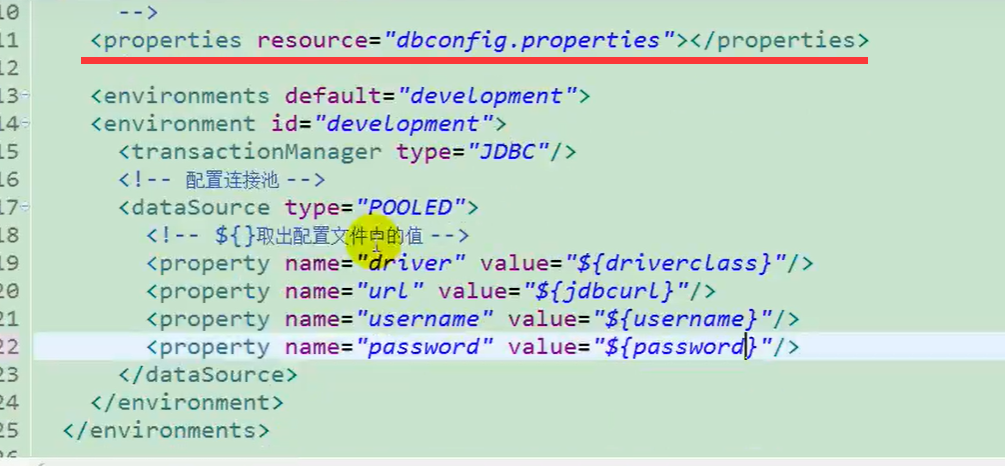 10 -->
11 <properties resource="dbconfig.properties"></properties>
12
13 <environments default="development">
14 <environment id="development">
15 <transactionManager type="JDBC"/>
16 <!-- 配置连接池 -->
17 <dataSource type="POOLED">
18 <!-- ${}取出配置文件中的值 -->
19 <property name="driver" value="${driverclass}"/>
20 <property name="url" value="${jdbcurl}"/>
21 <property name="username" value="${username}"/>
22 <property name="password" value="${password}"/>
23 </dataSource>
24 </environment>
25 </environments>